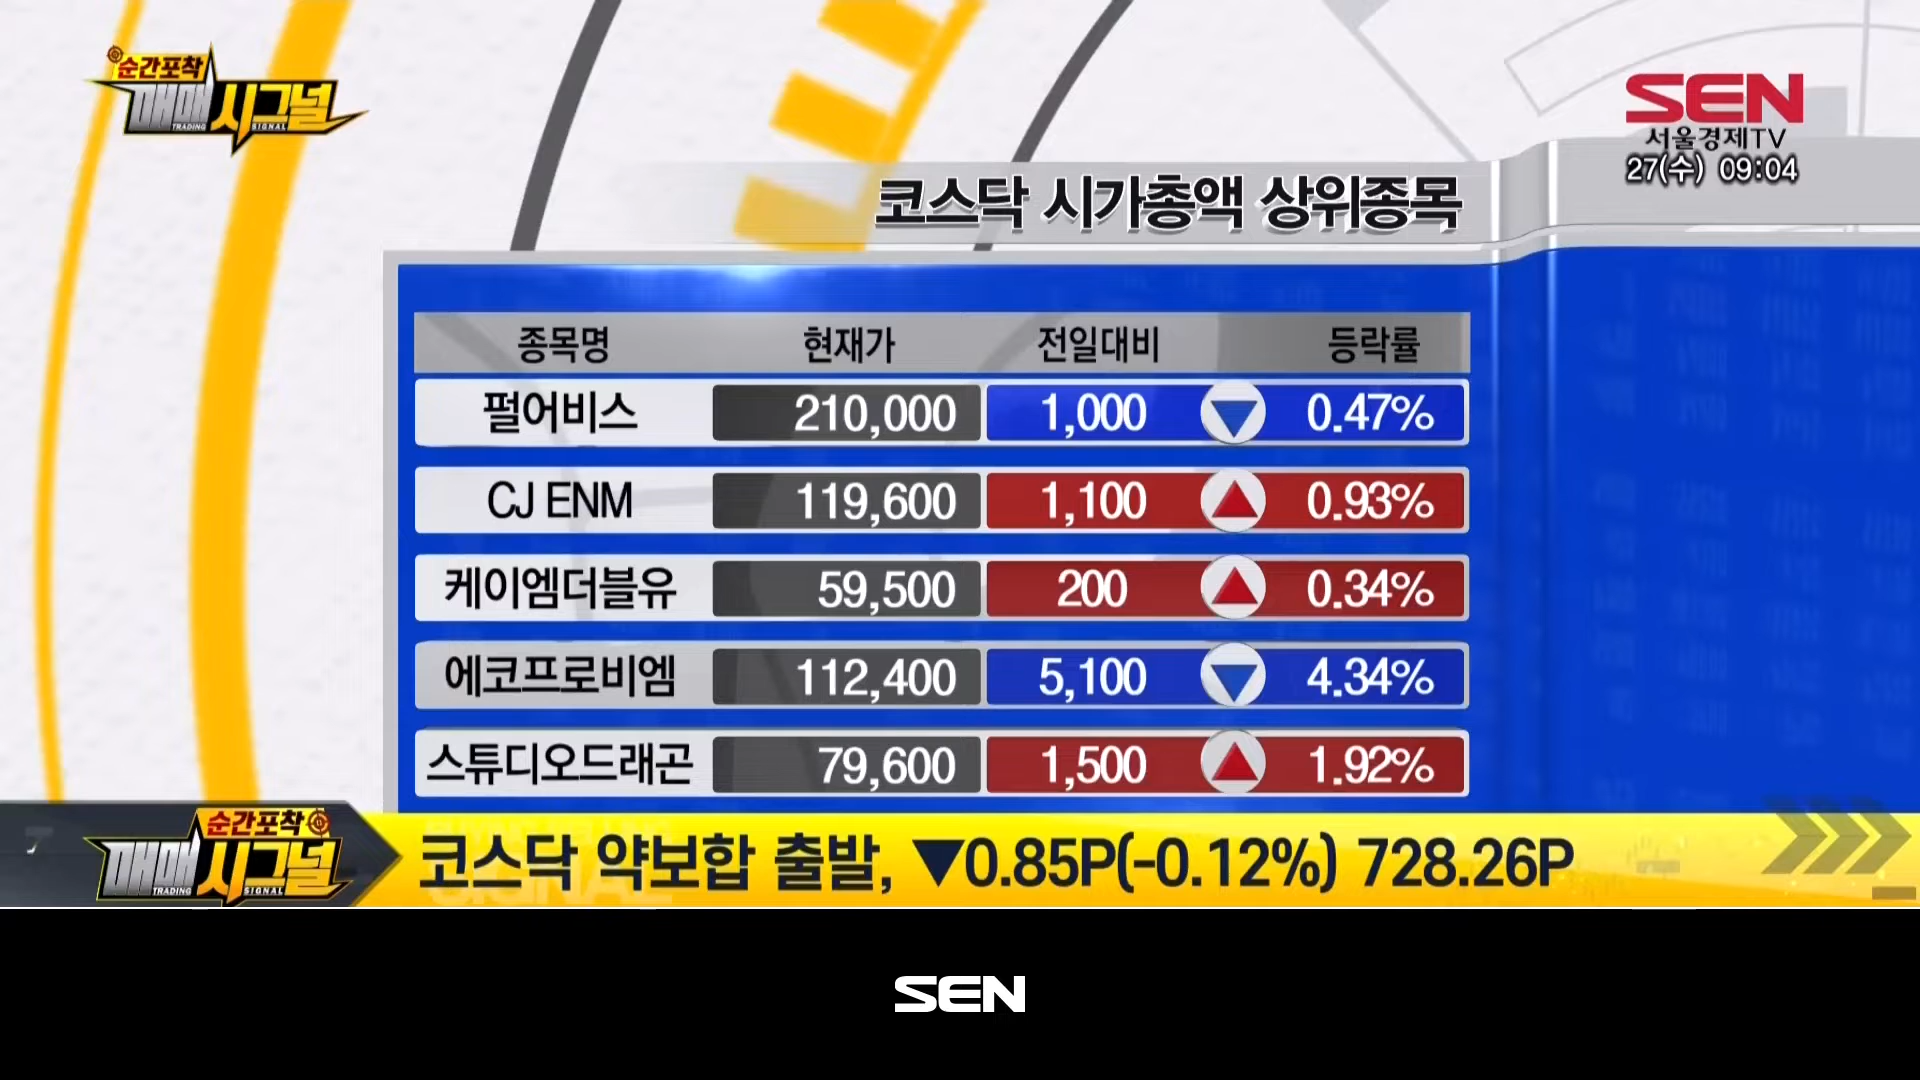 순간포착
매매 시그널
TRADING SIGNAL
SEN
서울경제TV
27(수) 09:04
코스닥 시가총액 상위종목
종목명 현재가 전일대비 등락률
펄어비스 210,000 1,000 ▼ 0.47%
CJ ENM 119,600 1,100 ▲ 0.93%
케이엠더블유 59,500 200 ▲ 0.34%
에코프로비엠 112,400 5,100 ▼ 4.34%
스튜디오드래곤 79,600 1,500 ▲ 1.92%
순간포착
매매 시그널
TRADING SIGNAL
코스닥 약보합 출발, ▼0.85P(-0.12%) 728.26P
SEN